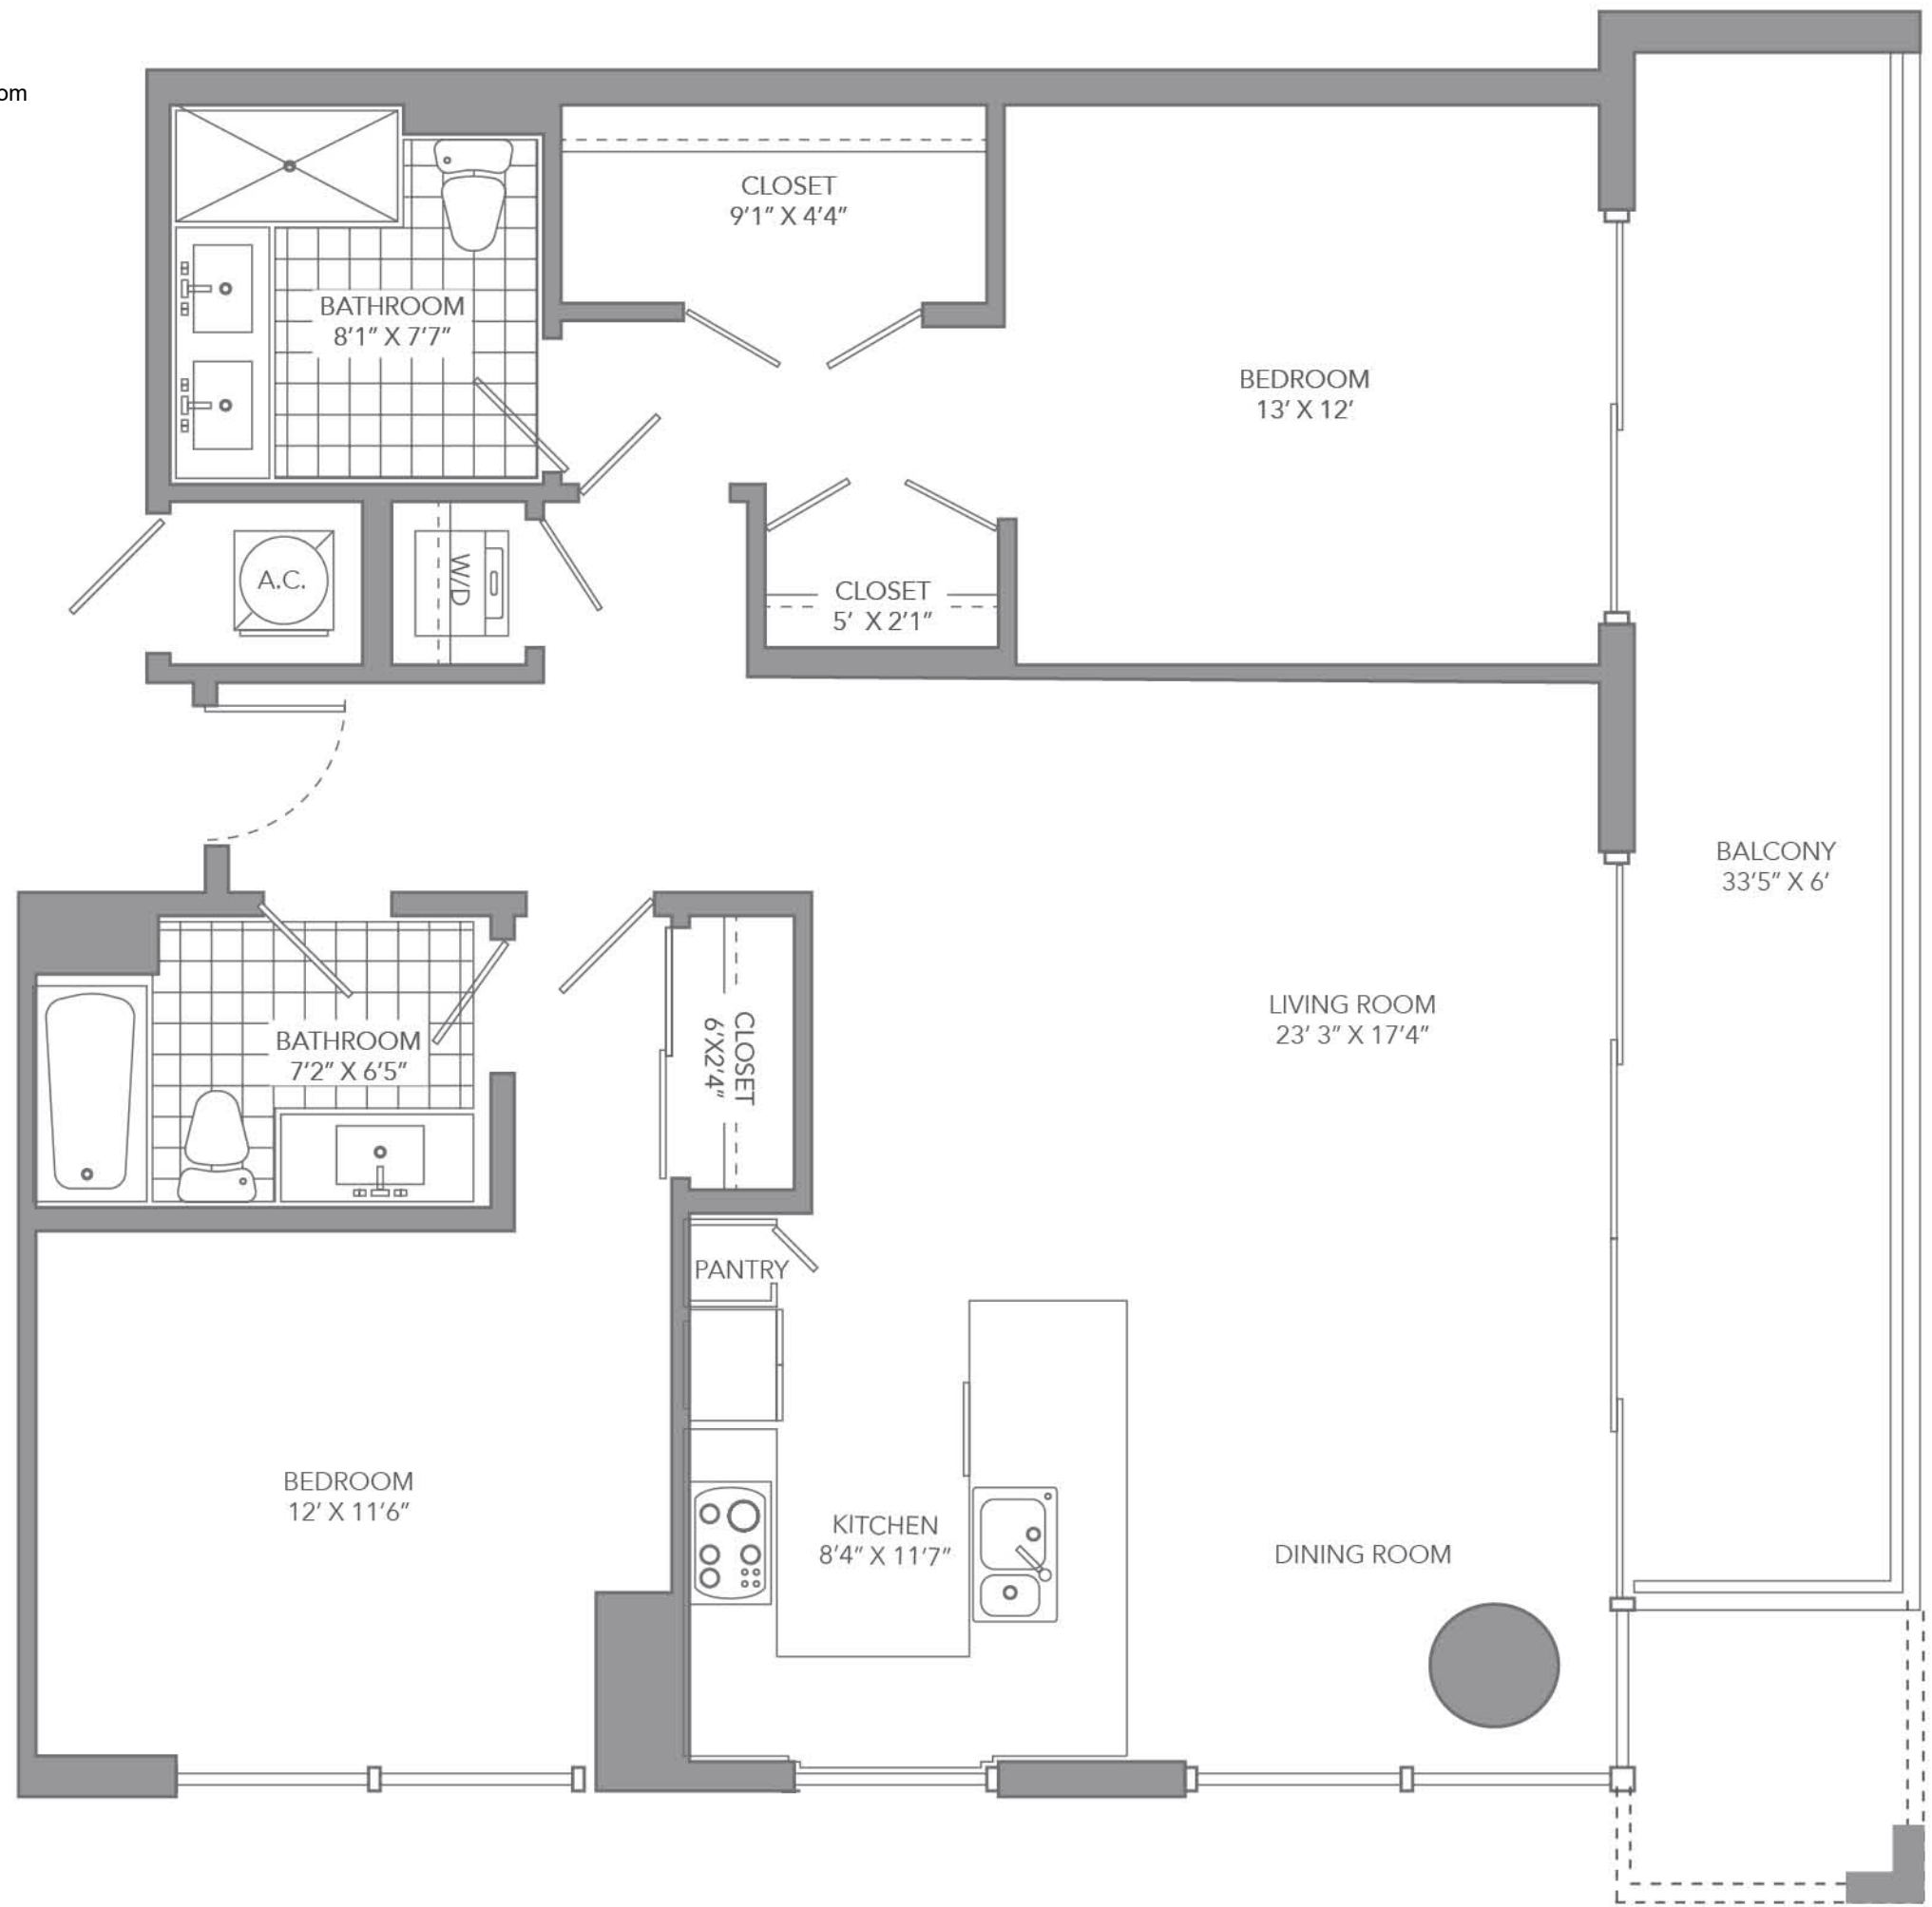 om
CLOSET
9'1" X 4'4"
BATHROOM
8'1" X 7'7"
BEDROOM
13' X 12'
A.C.
W/D
CLOSET
5' X 2'1"
BALCONY
33'5" X 6'
LIVING ROOM
23' 3" X 17'4"
BATHROOM
7'2" X 6'5"
CLOSET
6'X2'4"
PANTRY
BEDROOM
12' X 11'6"
KITCHEN
8'4" X 11'7"
DINING ROOM